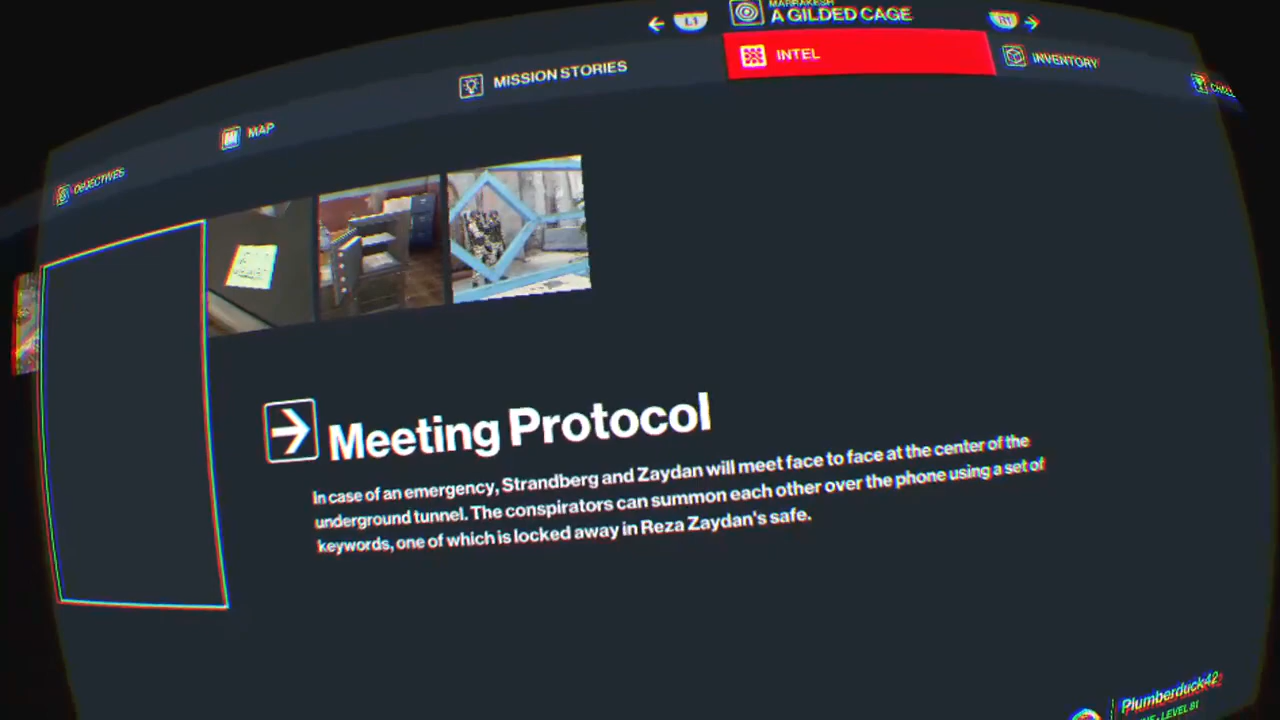 MARRAKESH
L1
A GILDED CAGE
R1
OBJECTIVES
MAP
MISSION STORIES
INTEL
INVENTORY
Meeting Protocol
In case of an emergency, Strandberg and Zaydan will meet face to face at the center of the
underground tunnel. The conspirators can summon each other over the phone using a set of
keywords, one of which is locked away in Reza Zaydan's safe.
Plumberduck42
LEVEL 81